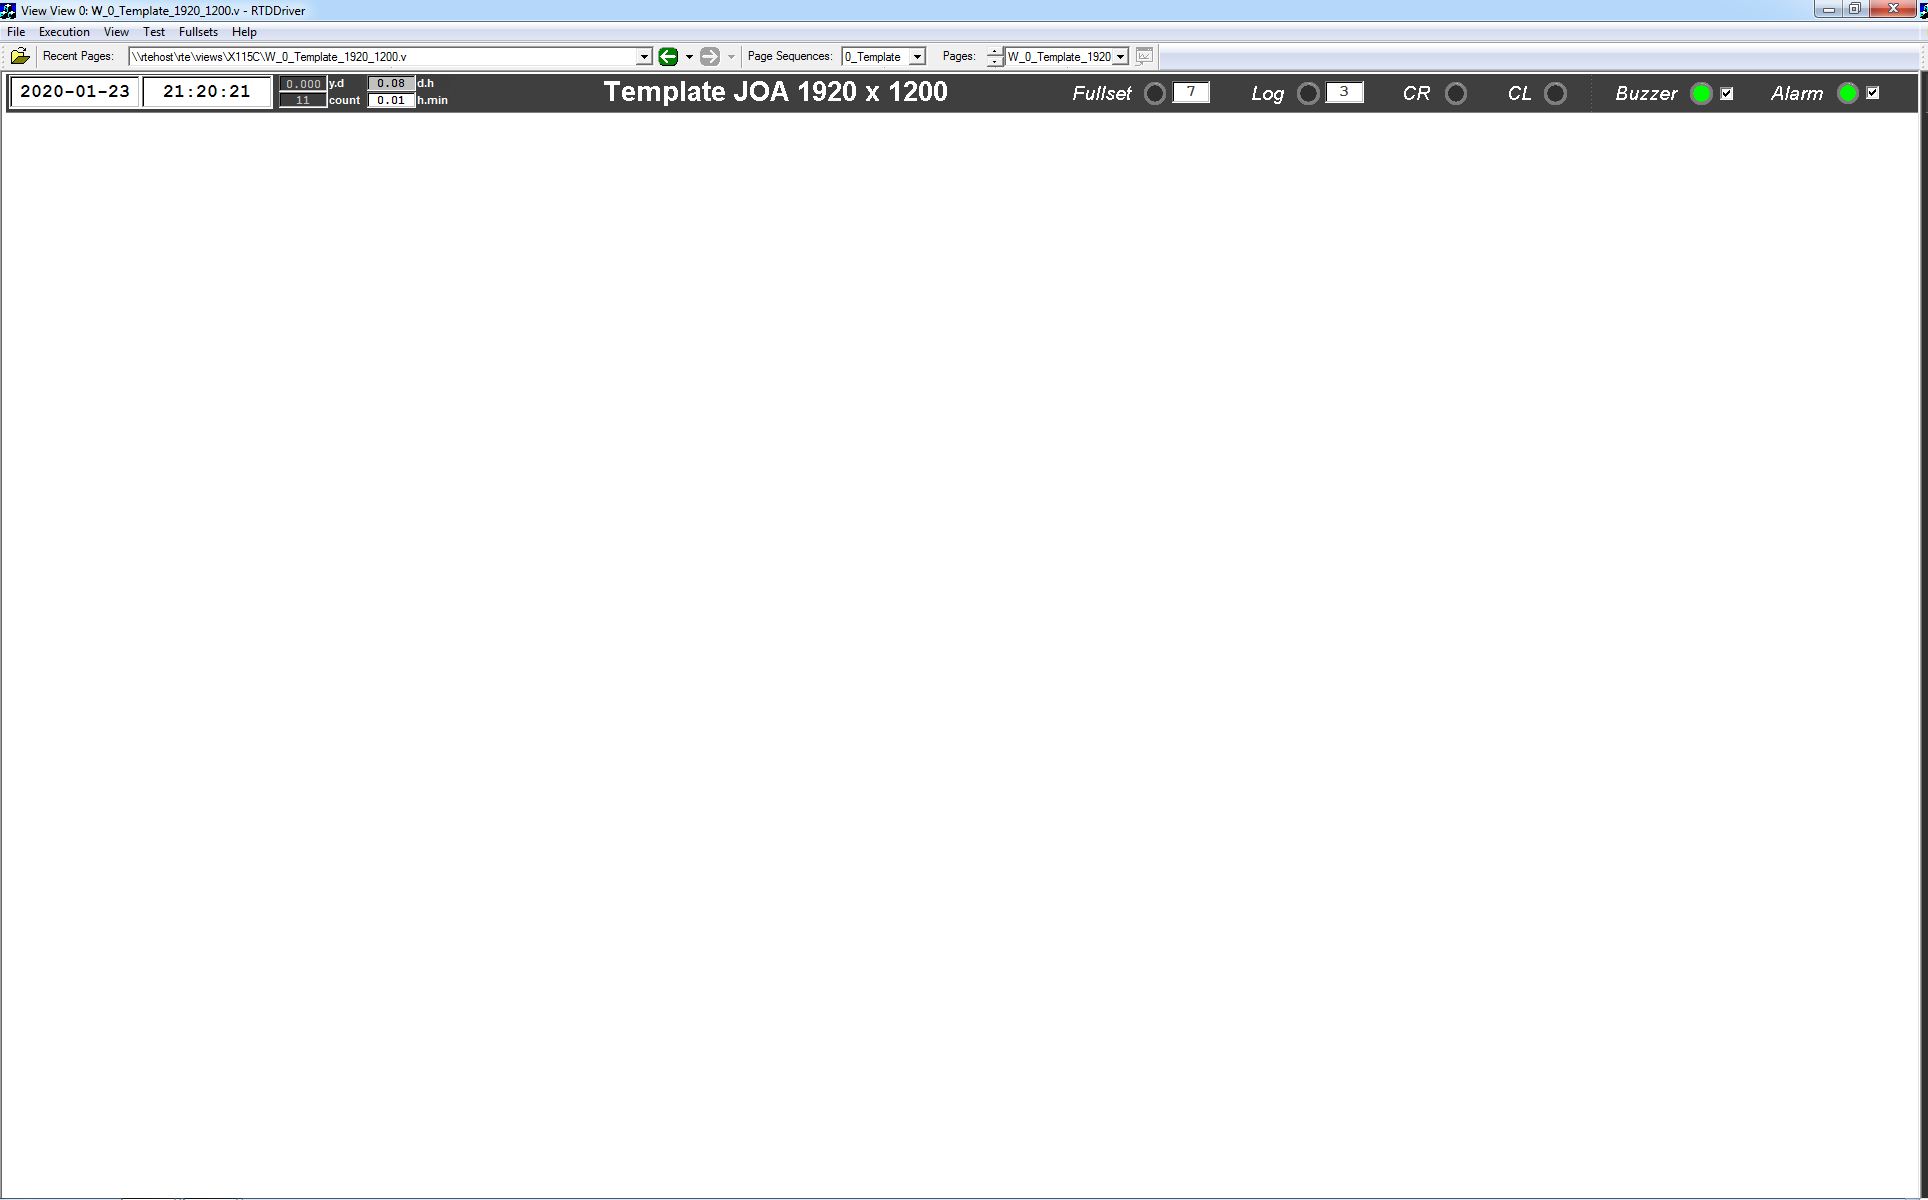 View View 0: W_0_Template_1920_1200.v - RTDDriver
File Execution View Test Fullsets Help
Recent Pages: \\rtehost\rte\views\X115C\W_0_Template_1920_1200.v Page Sequences: 0_Template Pages: W_0_Template_1920
2020-01-23 21:20:21 0.000 y.d 0.08 d.h Template JOA 1920 x 1200 Fullset 7 Log 3 CR CL Buzzer Alarm
11 count 0.01 h.min